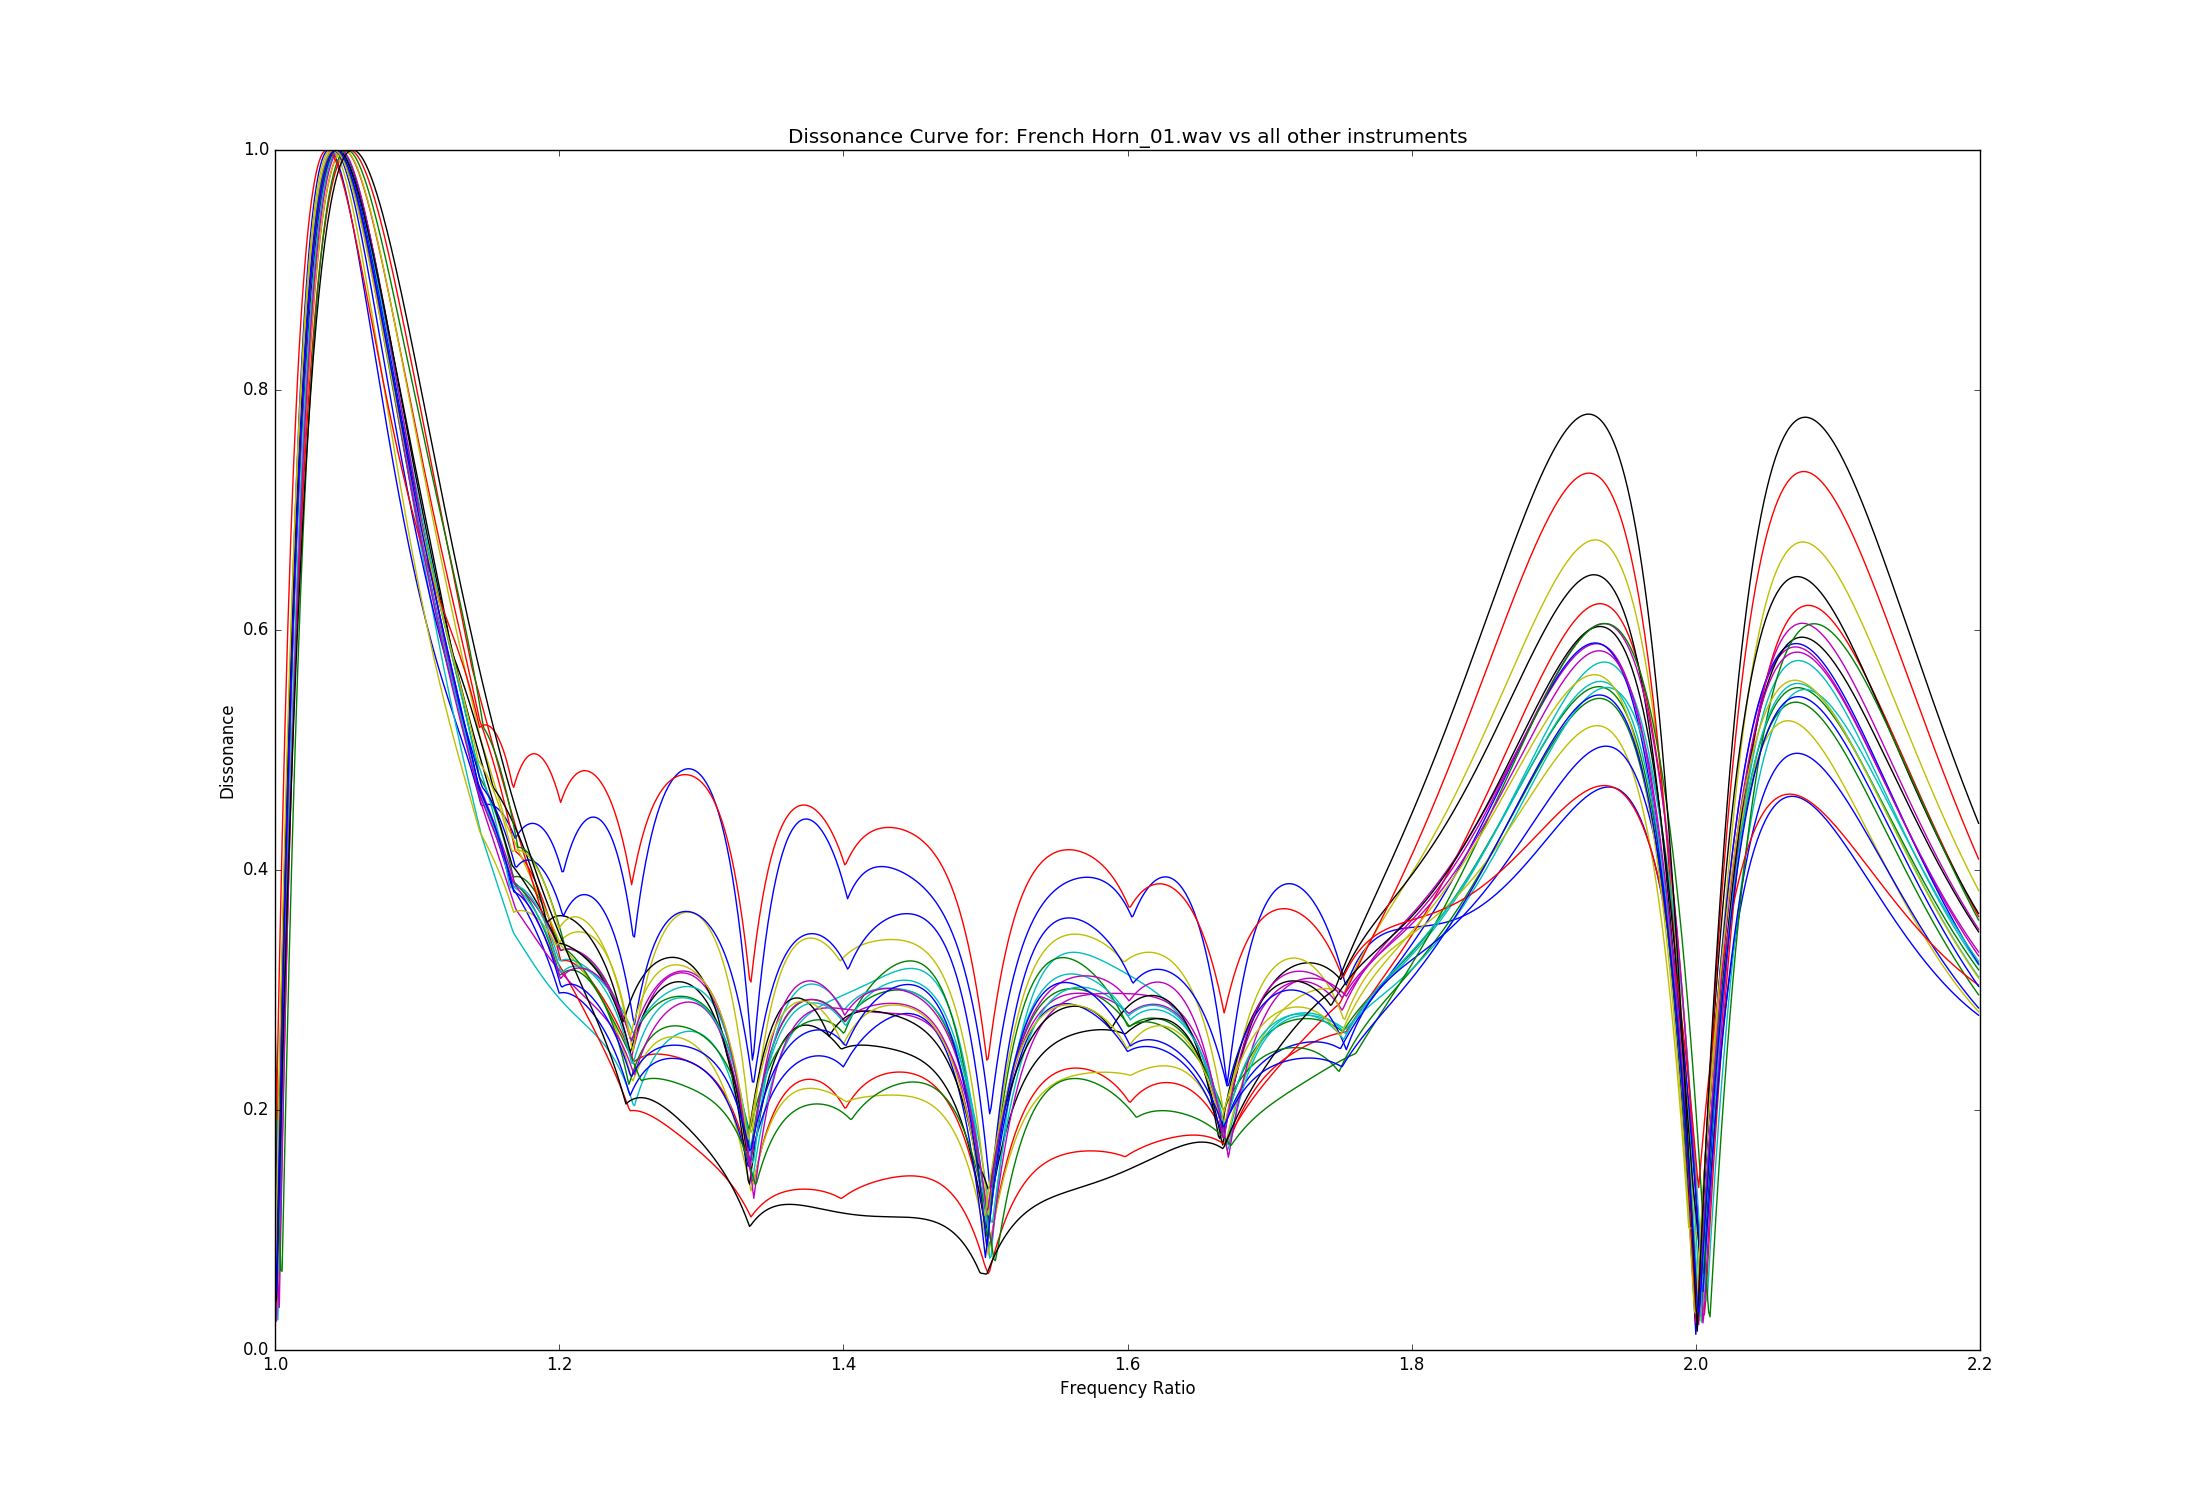 Dissonance Curve for: French Horn_01.wav vs all other instruments
1.0
0.8
0.6
0.4
0.2
0.0
Dissonance
1.0 1.2 1.4 1.6 1.8 2.0 2.2
Frequency Ratio